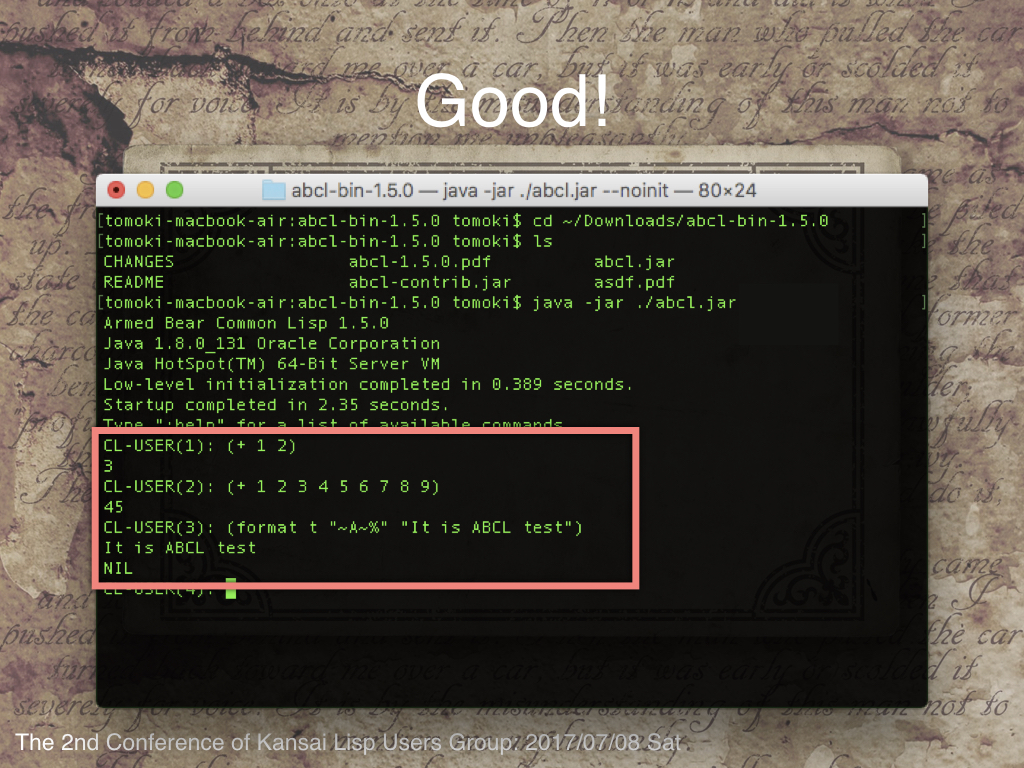 Good!
abcl-bin-1.5.0 — java -jar ./abcl.jar --noinit — 80×24
[tomoki-macbook-air:abcl-bin-1.5.0 tomoki$ cd ~/Downloads/abcl-bin-1.5.0 ]
[tomoki-macbook-air:abcl-bin-1.5.0 tomoki$ ls ]
CHANGES abcl-1.5.0.pdf abcl.jar
README abcl-contrib.jar asdf.pdf
[tomoki-macbook-air:abcl-bin-1.5.0 tomoki$ java -jar ./abcl.jar ]
Armed Bear Common Lisp 1.5.0
Java 1.8.0_131 Oracle Corporation
Java HotSpot(TM) 64-Bit Server VM
Low-level initialization completed in 0.389 seconds.
Startup completed in 2.35 seconds.
Type ":help" for a list of available commands.
CL-USER(1): (+ 1 2)
3
CL-USER(2): (+ 1 2 3 4 5 6 7 8 9)
45
CL-USER(3): (format t "~A~%" "It is ABCL test")
It is ABCL test
NIL
CL-USER(4):
The 2nd Conference of Kansai Lisp Users Group: 2017/07/08 Sat